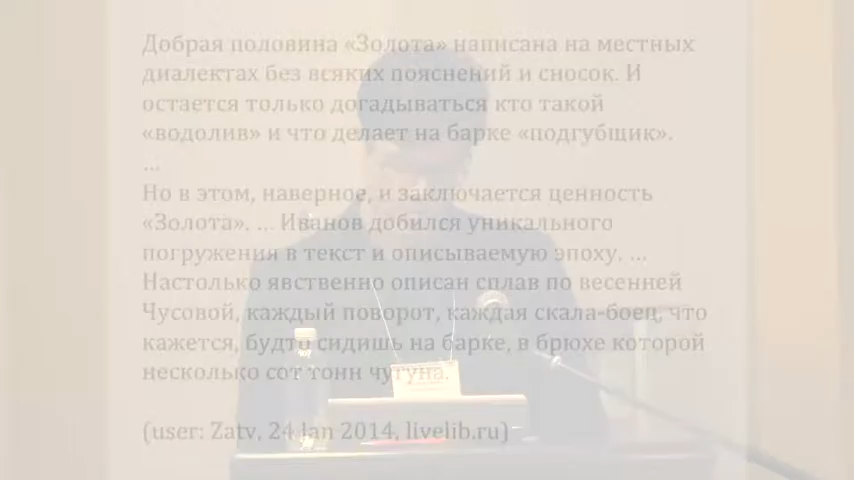 Добрая половина «Золота» написана на местных
диалектах без всяких пояснений и сносок. И
остается только догадываться кто такой
«водолив» и что делает на барке «подгубщик».
...
Но в этом, наверное, и заключается ценность
«Золота». ... Иванов добился уникального
погружения в текст и описываемую эпоху. ...
Настолько явственно описан сплав по весенней
Чусовой, каждый поворот, каждая скала-боец, что
кажется, будто сидишь на барке, в брюхе которой
несколько сот тонн чугуна.
(user: Zatv, 24 Jan 2014, livelib.ru)